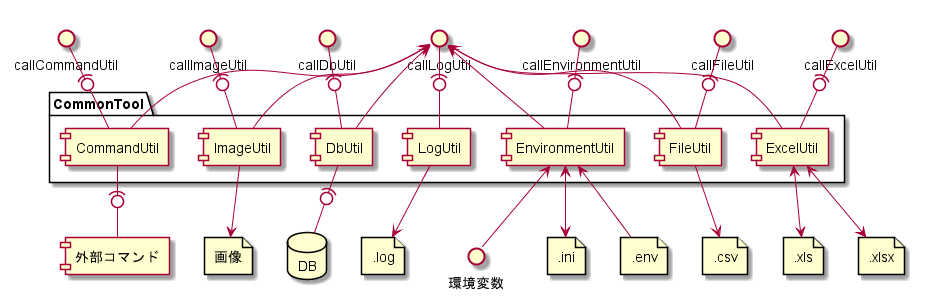 callCommandUtil
callImageUtil
callDbUtil
callLogUtil
callEnvironmentUtil
callFileUtil
callExcelUtil
CommonTool
CommandUtil
ImageUtil
DbUtil
LogUtil
EnvironmentUtil
FileUtil
ExcelUtil
外部コマンド
画像
DB
.log
環境変数
.ini
.env
.csv
.xls
.xlsx